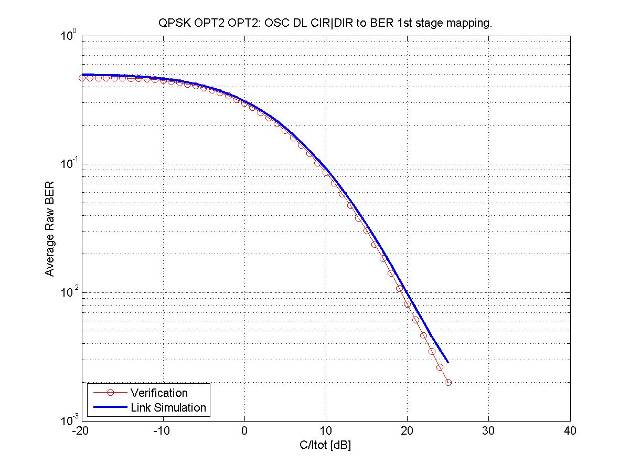 QPSK OPT2 OPT2: OSC DL CIR|DIR to BER 1st stage mapping.
10^0
10^-1
10^-2
10^-3
Average Raw BER
Verification
Link Simulation
-20 -10 0 10 20 30 40
C/Itot [dB]